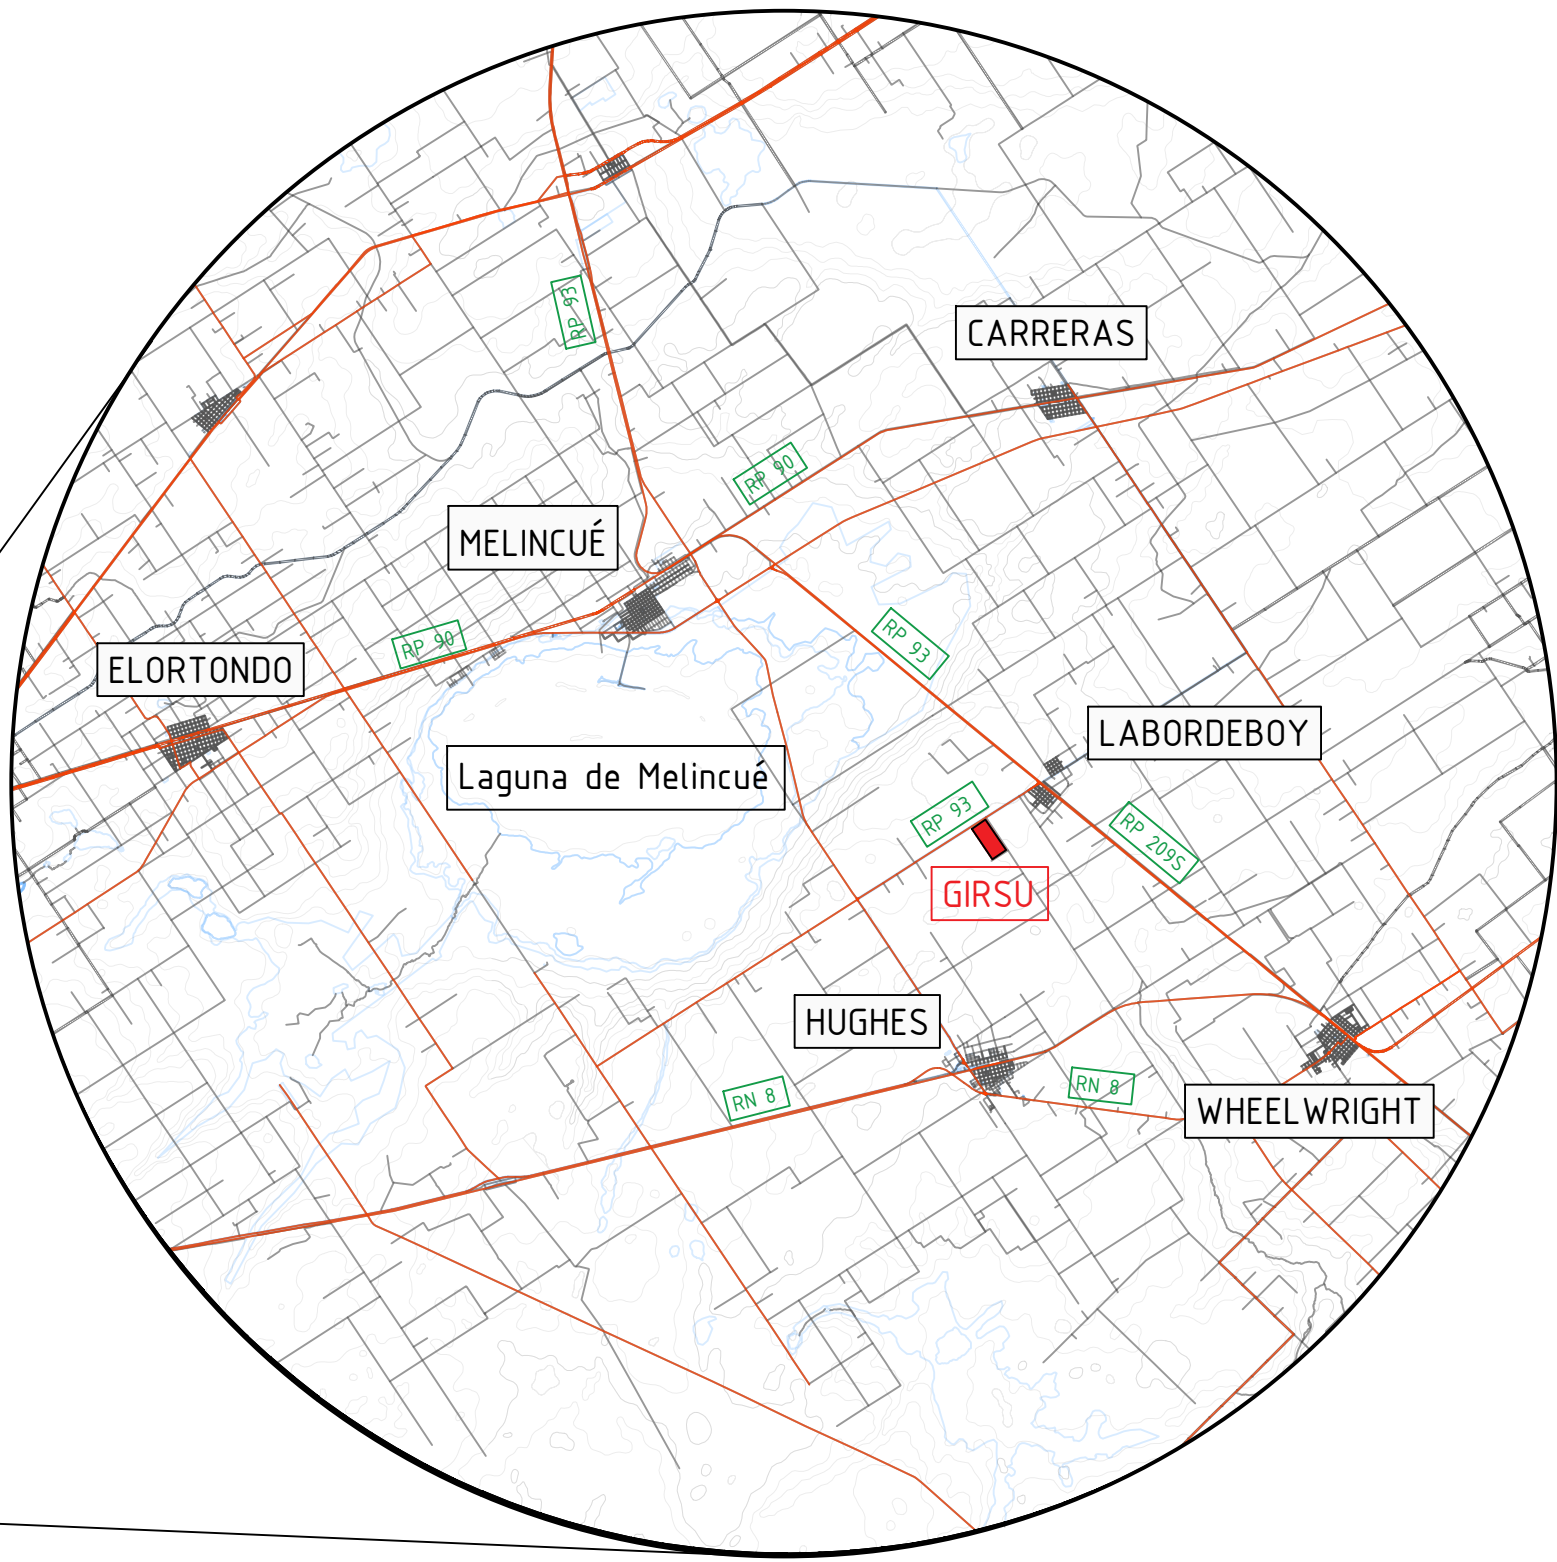 RP 93
CARRERAS
RP 90
MELINCUÉ
RP 93
RP 90
ELORTONDO
LABORDEBOY
Laguna de Melincué
RP 93
RP 209S
GIRSU
HUGHES
RN 8
RN 8
WHEELWRIGHT